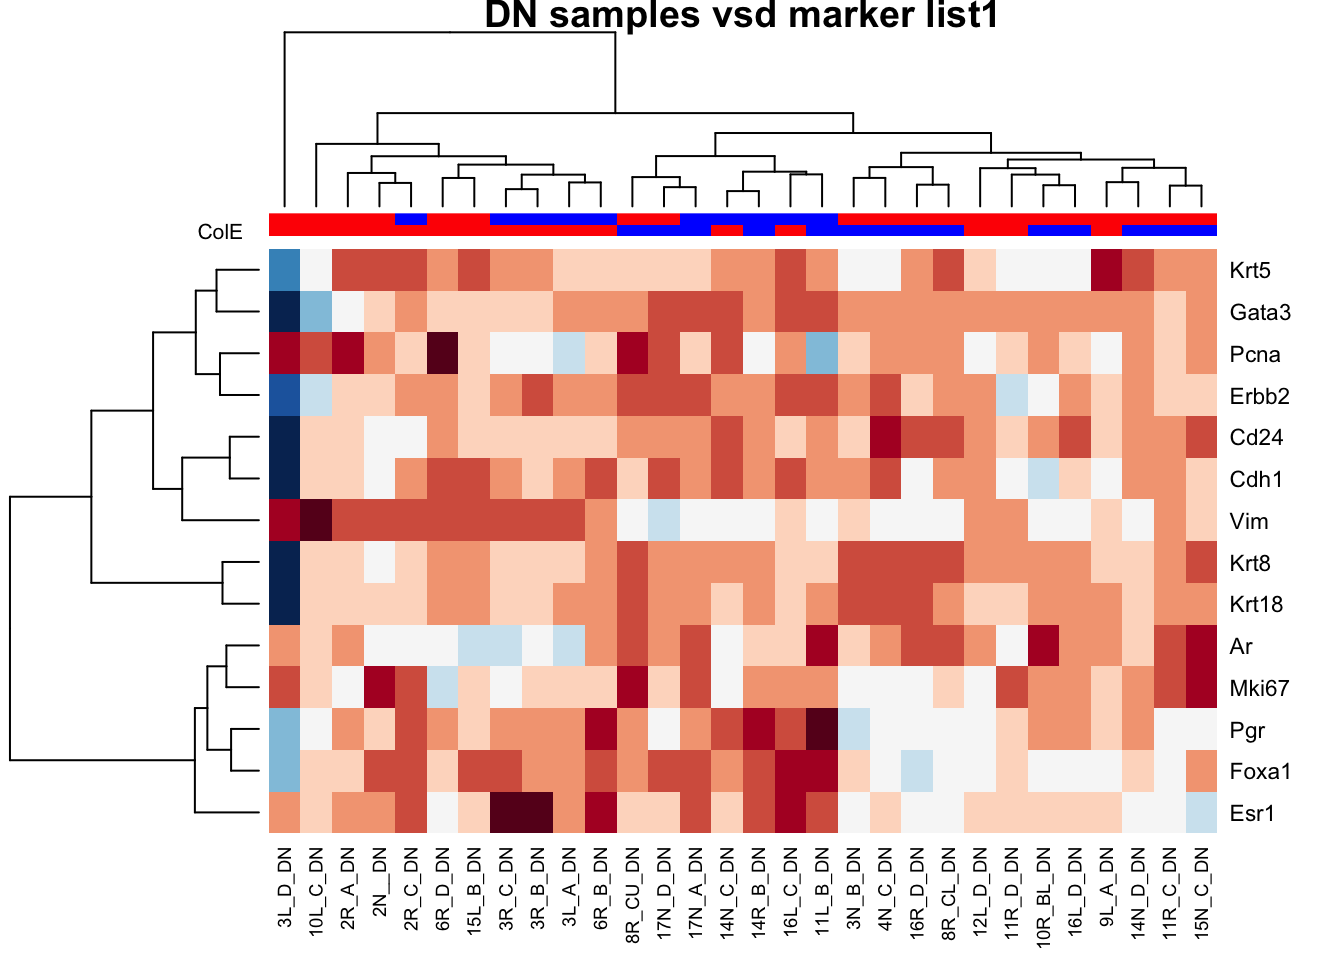 DN samples vsd marker list1
ColE
Krt5
Gata3
Pcna
Erbb2
Cd24
Cdh1
Vim
Krt8
Krt18
Ar
Mki67
Pgr
Foxa1
Esr1
3L_D_DN
10L_C_DN
2R_A_DN
2N__DN
2R_C_DN
6R_D_DN
15L_B_DN
3R_C_DN
3R_B_DN
3L_A_DN
6R_B_DN
8R_CU_DN
17N_D_DN
17N_A_DN
14N_C_DN
14R_B_DN
16L_C_DN
11L_B_DN
3N_B_DN
4N_C_DN
16R_D_DN
8R_CL_DN
12L_D_DN
11R_D_DN
10R_BL_DN
16L_D_DN
9L_A_DN
14N_D_DN
11R_C_DN
15N_C_DN